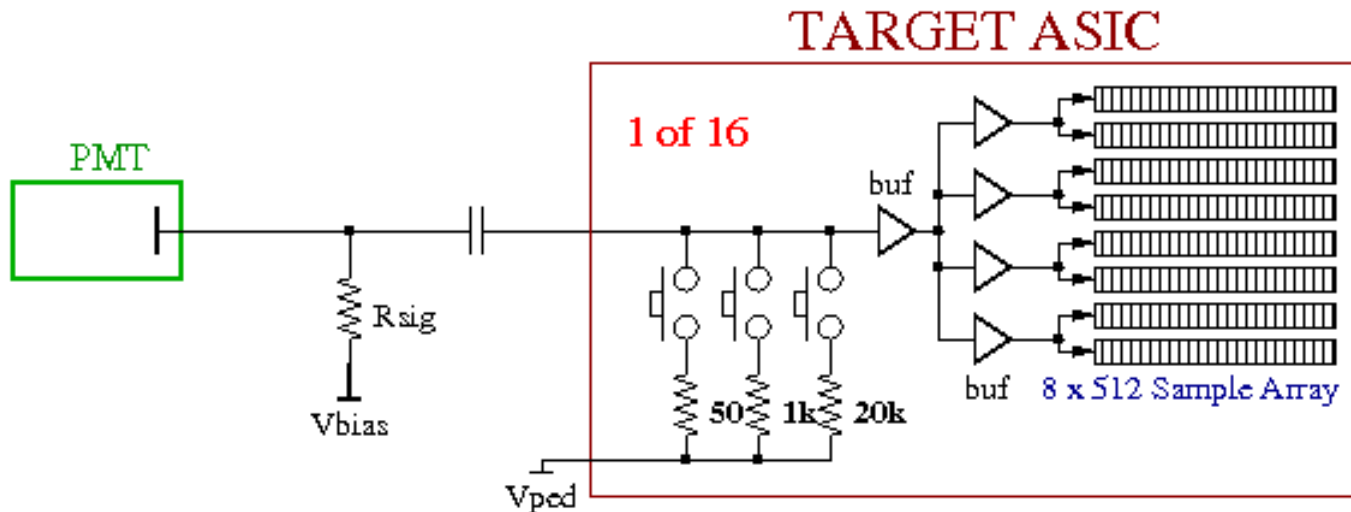 TARGET ASIC
1 of 16
PMT
buf
Rsig
50 1k 20k
buf
8 x 512 Sample Array
Vbias
Vped